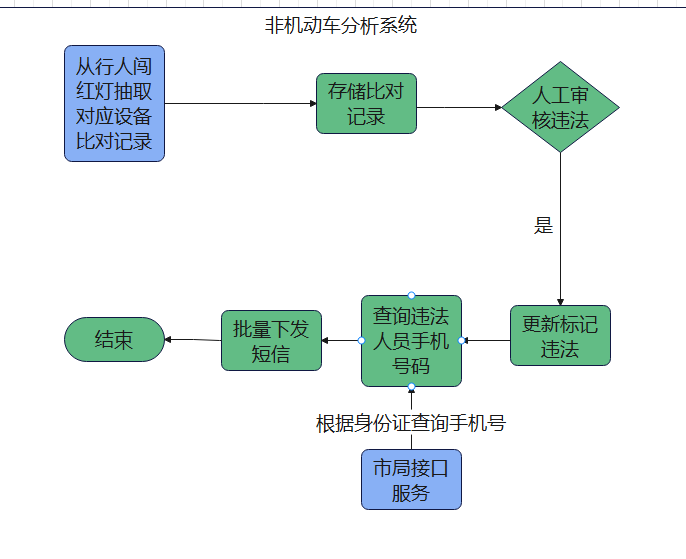 非机动车分析系统
从行人闯
红灯抽取
对应设备
比对记录
存储比对
记录
人工审
核违法
是
更新标记
违法
查询违法
人员手机
号码
批量下发
短信
结束
根据身份证查询手机号
市局接口
服务